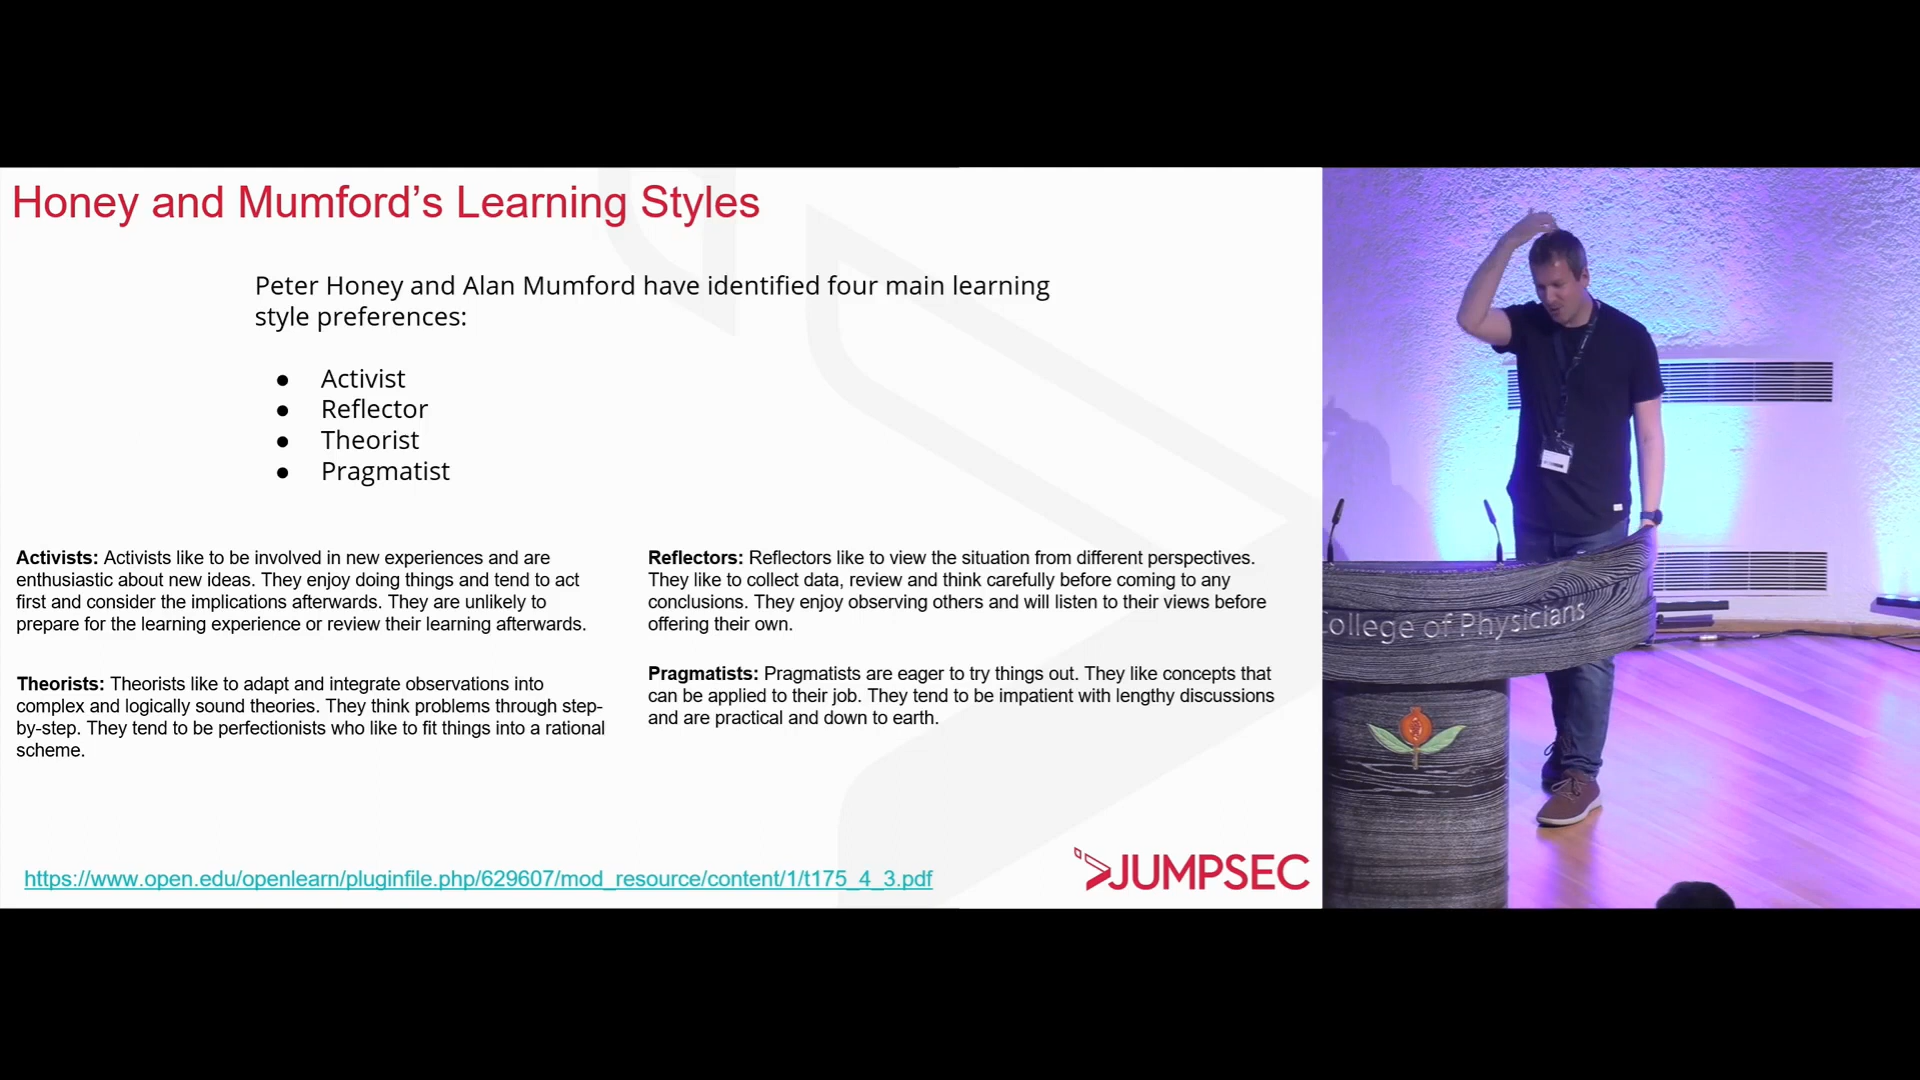 Honey and Mumford's Learning Styles
Peter Honey and Alan Mumford have identified four main learning
style preferences:
● Activist
● Reflector
● Theorist
● Pragmatist
Activists: Activists like to be involved in new experiences and are
enthusiastic about new ideas. They enjoy doing things and tend to act
first and consider the implications afterwards. They are unlikely to
prepare for the learning experience or review their learning afterwards.
Theorists: Theorists like to adapt and integrate observations into
complex and logically sound theories. They think problems through step-
by-step. They tend to be perfectionists who like to fit things into a rational
scheme.
Reflectors: Reflectors like to view the situation from different perspectives.
They like to collect data, review and think carefully before coming to any
conclusions. They enjoy observing others and will listen to their views before
offering their own.
Pragmatists: Pragmatists are eager to try things out. They like concepts that
can be applied to their job. They tend to be impatient with lengthy discussions
and are practical and down to earth.
https://www.open.edu/openlearn/pluginfile.php/629607/mod_resource/content/1/t175_4_3.pdf
JUMPSEC
College of Physicians